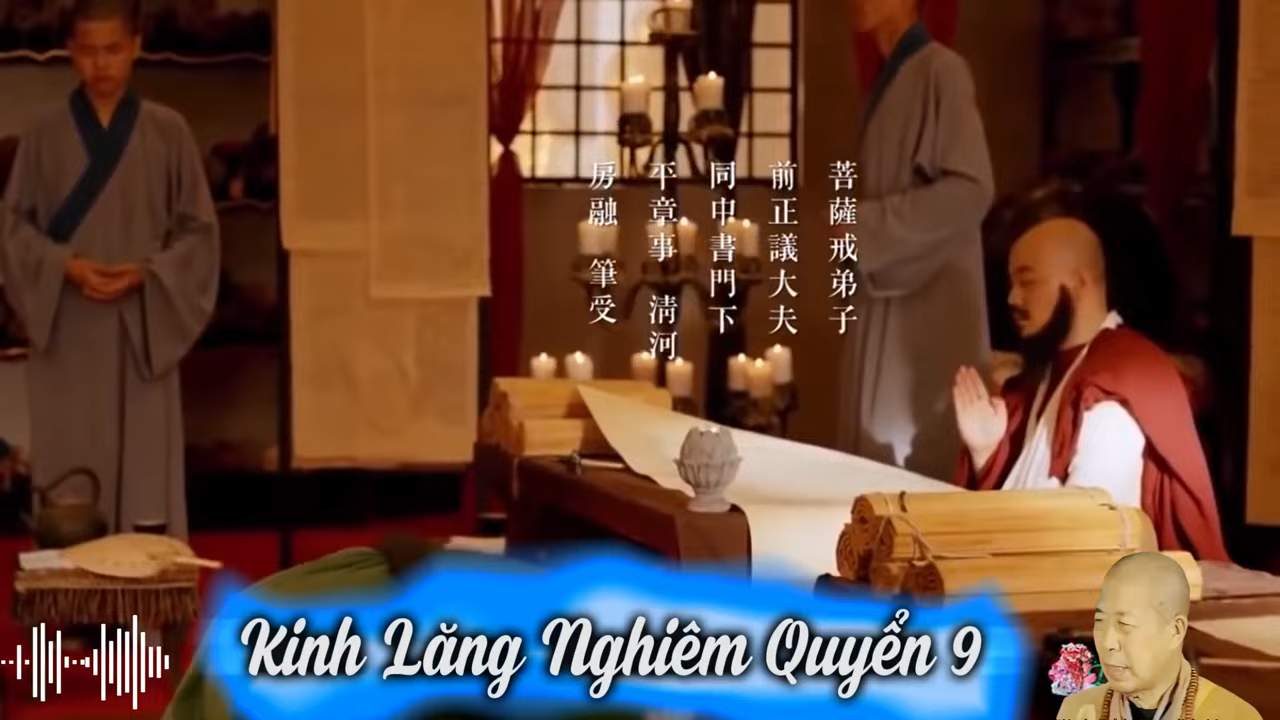 菩薩戒弟子
前正議大夫
同中書門下
平章事 清河
房融 筆受
Kinh Lăng Nghiêm Quyển 9